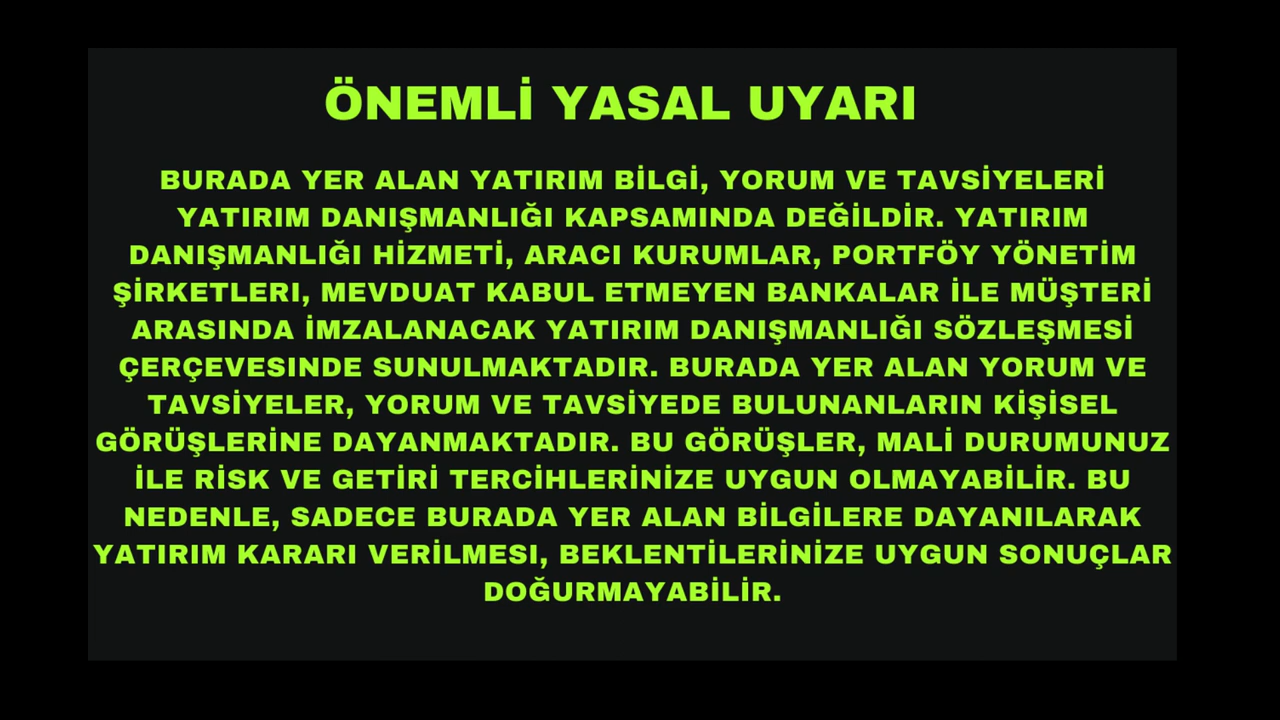 ÖNEMLİ YASAL UYARI
BURADA YER ALAN YATIRIM BİLGİ, YORUM VE TAVSİYELERİ
YATIRIM DANIŞMANLIĞI KAPSAMINDA DEĞİLDİR. YATIRIM
DANIŞMANLIĞI HİZMETİ, ARACI KURUMLAR, PORTFÖY YÖNETİM
ŞİRKETLERI, MEVDUAT KABUL ETMEYEN BANKALAR İLE MÜŞTERİ
ARASINDA İMZALANACAK YATIRIM DANIŞMANLIĞI SÖZLEŞMESİ
ÇERÇEVESINDE SUNULMAKTADIR. BURADA YER ALAN YORUM VE
TAVSİYELER, YORUM VE TAVSİYEDE BULUNANLARIN KİŞİSEL
GÖRÜŞLERİNE DAYANMAKTADIR. BU GÖRÜŞLER, MALİ DURUMUNUZ
İLE RİSK VE GETİRİ TERCİHLERİNİZE UYGUN OLMAYABİLİR. BU
NEDENLE, SADECE BURADA YER ALAN BİLGİLERE DAYANILARAK
YATIRIM KARARI VERİLMESI, BEKLENTİLERİNİZE UYGUN SONUÇLAR
DOĞURMAYABİLİR.